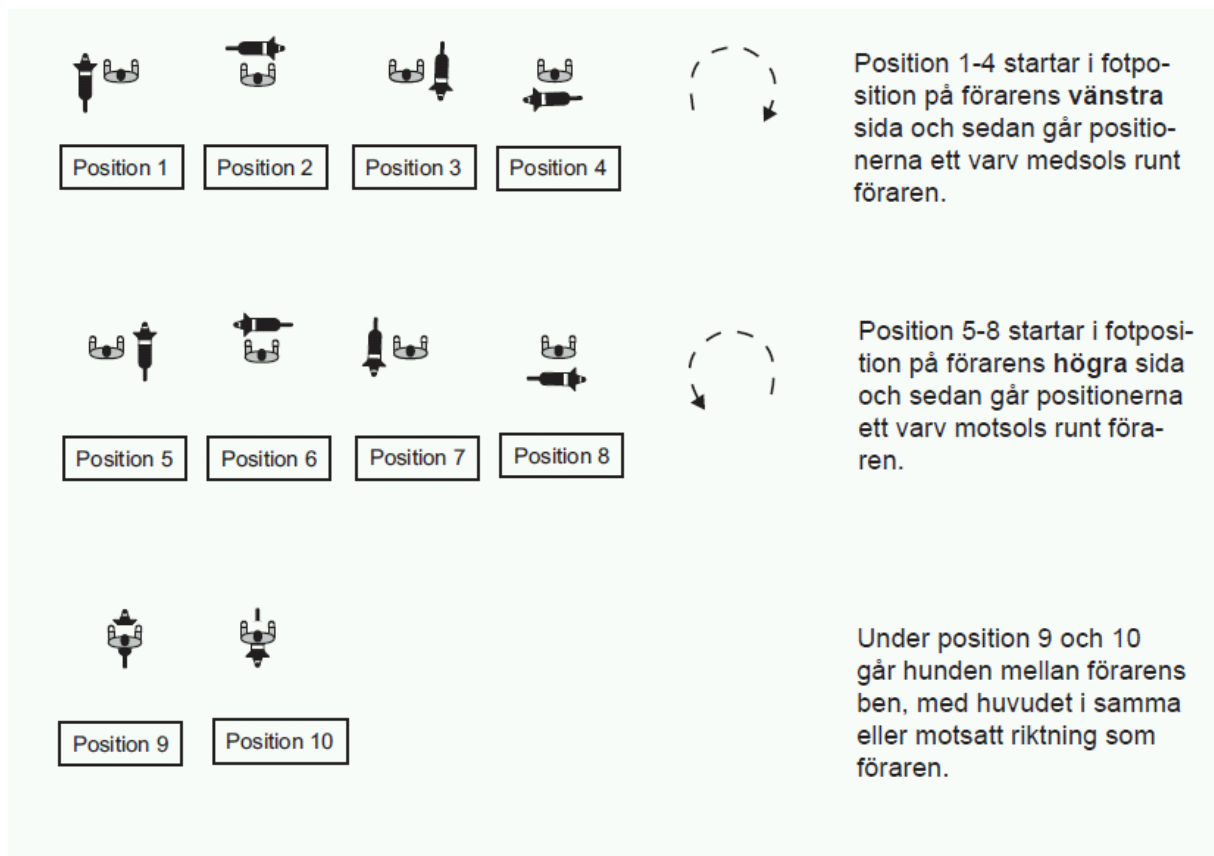 Position 1
Position 2
Position 3
Position 4
Position 1-4 startar i fotpo-
sition på förarens vänstra
sida och sedan går positio-
nerna ett varv medsols runt
föraren.
Position 5
Position 6
Position 7
Position 8
Position 5-8 startar i fotposi-
tion på förarens högra sida
och sedan går positionerna
ett varv motsols runt föra-
ren.
Position 9
Position 10
Under position 9 och 10
går hunden mellan förarens
ben, med huvudet i samma
eller motsatt riktning som
föraren.